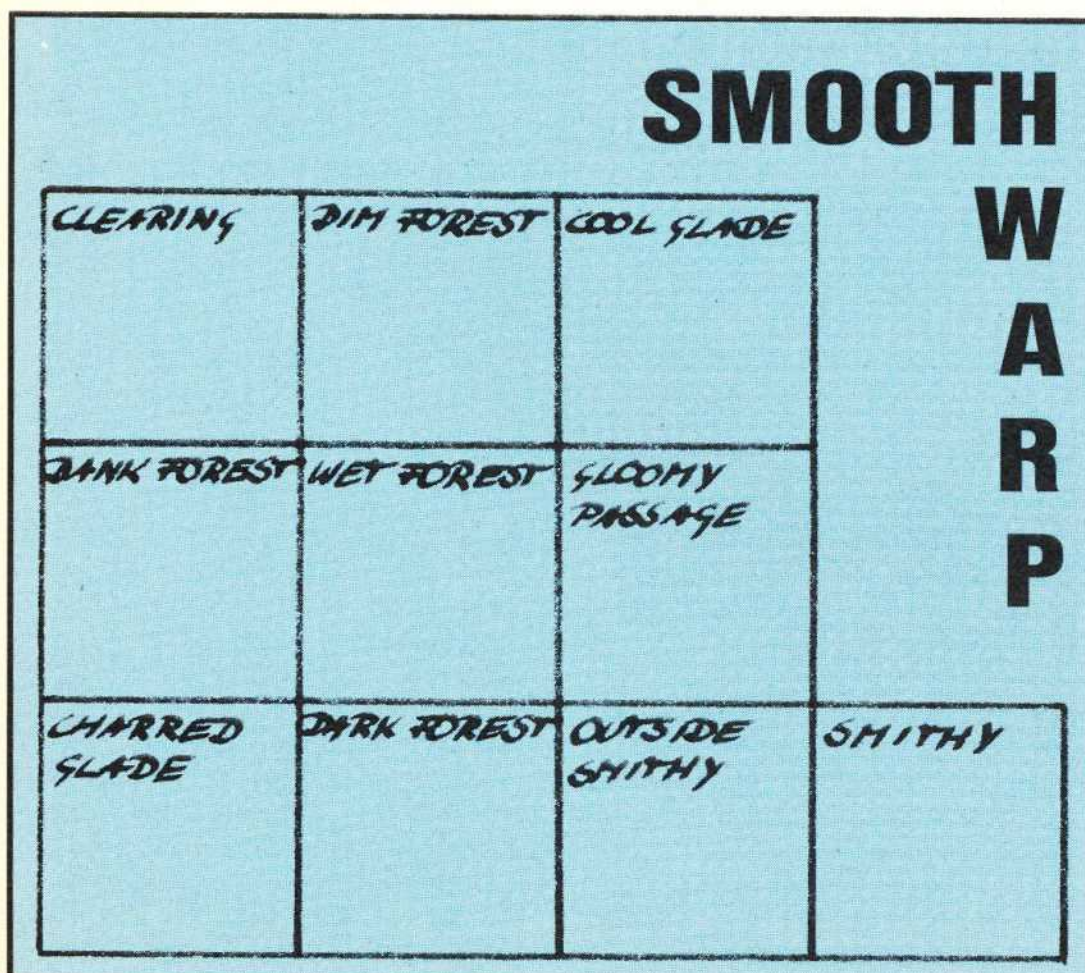 SMOOTH
WARP
CLEARING
DIM FOREST
COOL GLADE
DANK FOREST
WET FOREST
GLOOMY
PASSAGE
CHARRED
GLADE
DARK FOREST
OUTSIDE
SMITHY
SMITHY